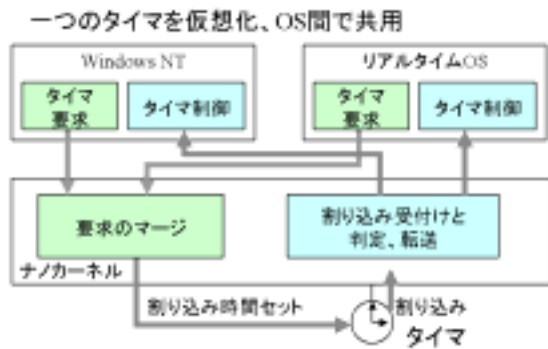 一つのタイマを仮想化、OS間で共用
Windows NT
リアルタイムOS
タイマ
要求
タイマ制御
タイマ
要求
タイマ制御
要求のマージ
割り込み受付けと
判定、転送
ナノカーネル
割り込み時間セット
割り込み
タイマ